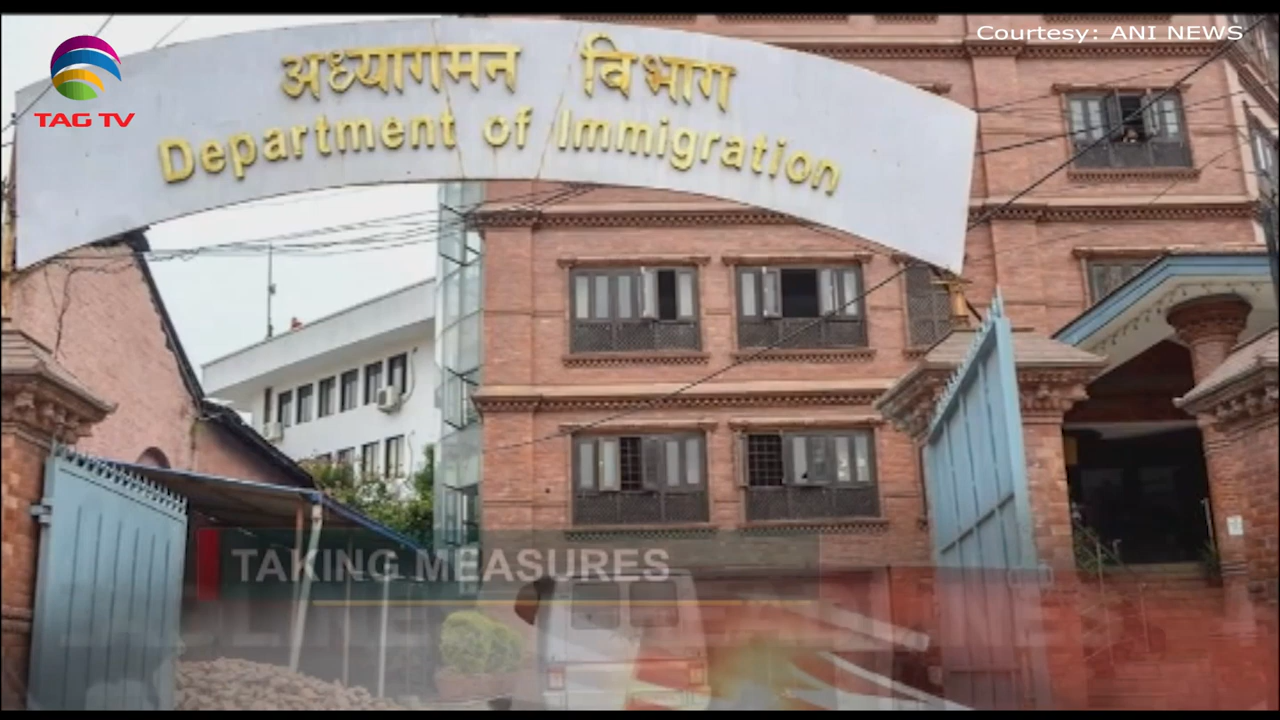 Courtesy: ANI NEWS
TAG TV
अध्यागमन विभाग
Department of Immigration
TAKING MEASURES